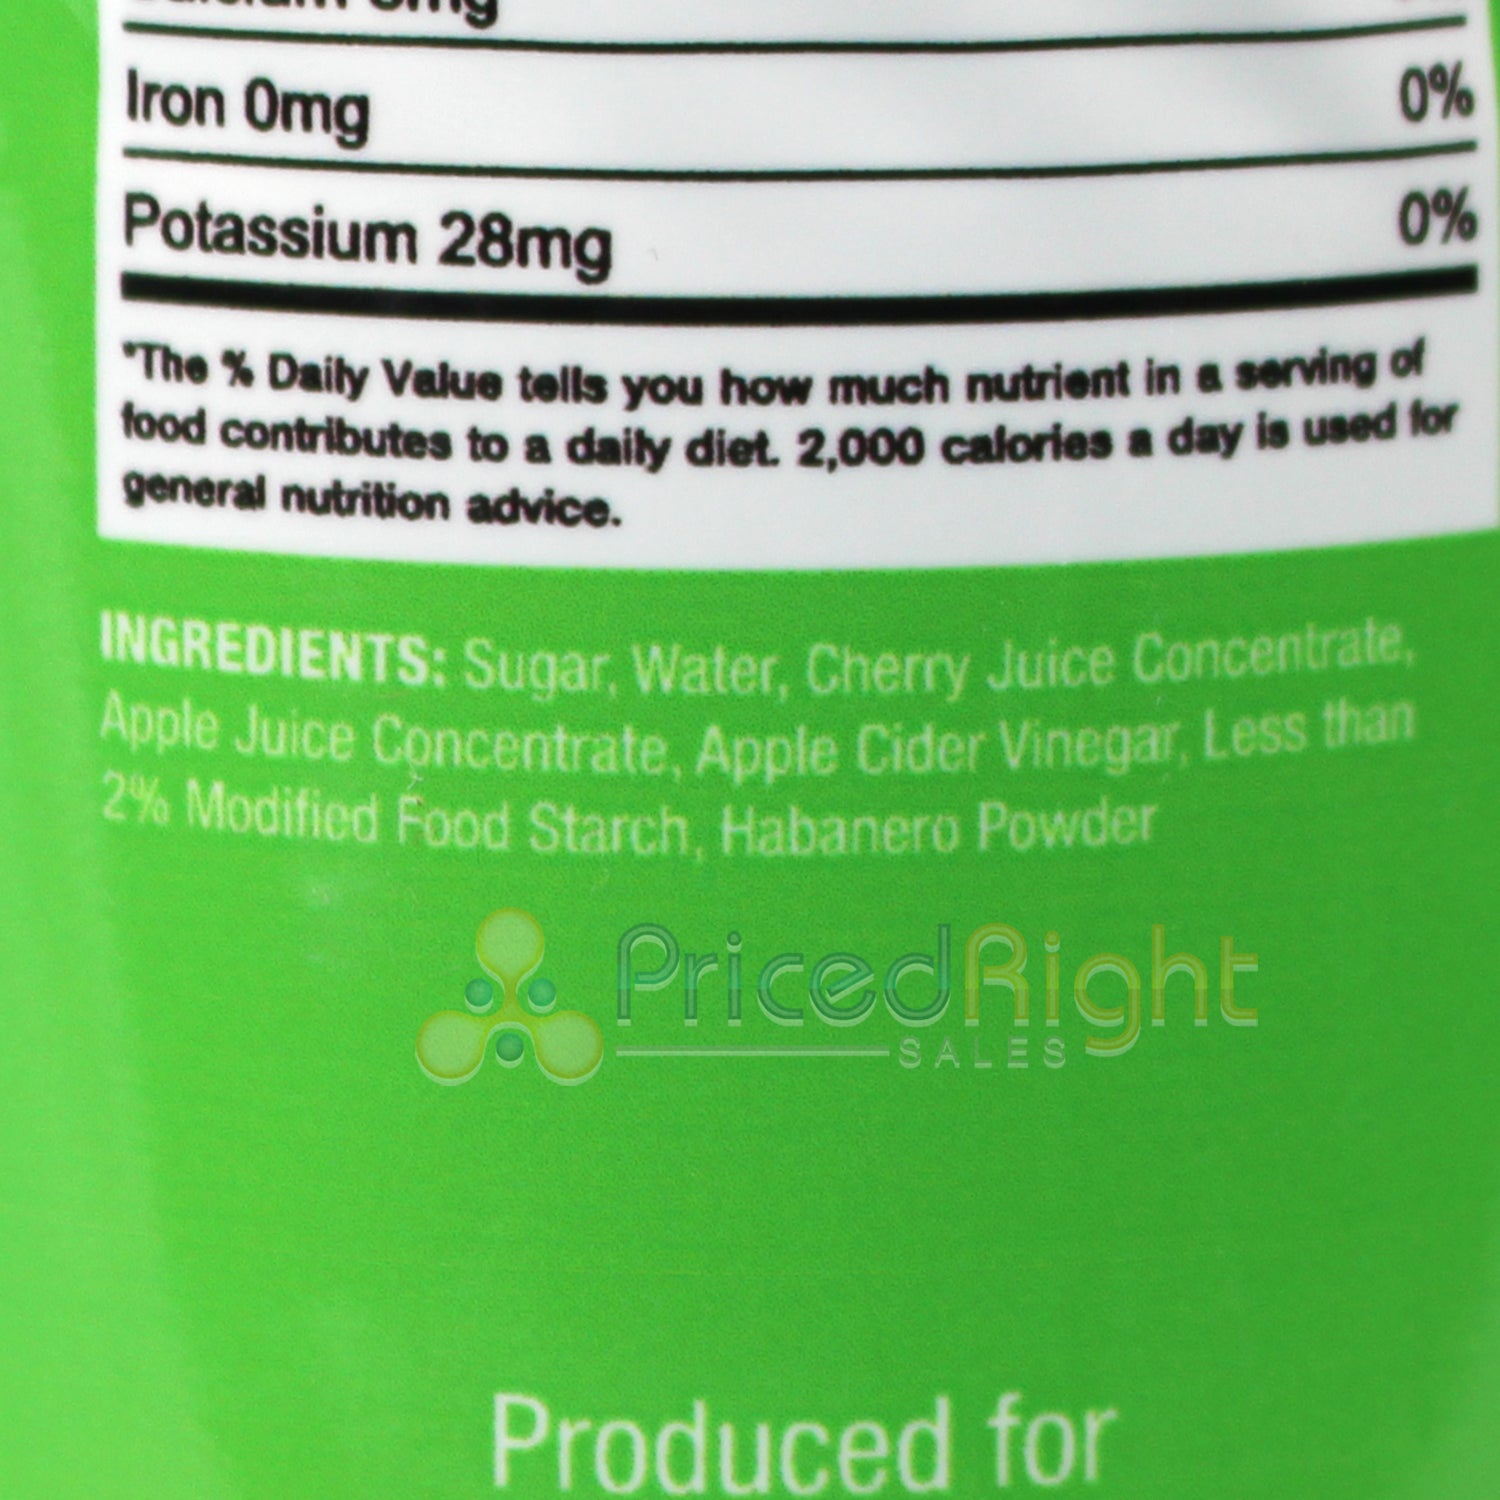 Iron 0mg 0%
Potassium 28mg 0%
*The % Daily Value tells you how much nutrient in a serving of
food contributes to a daily diet. 2,000 calories a day is used for
general nutrition advice.
INGREDIENTS: Sugar, Water, Cherry Juice Concentrate,
Apple Juice Concentrate, Apple Cider Vinegar, Less than
2% Modified Food Starch, Habanero Powder
PricedRight
SALES
Produced for